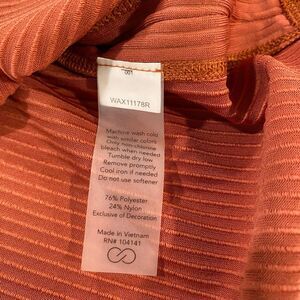 001
WAX11178R
Machine wash cold
with similar colors
Only non-chlorine
bleach when needed
Tumble dry low
Remove promptly
Cool iron if needed
Do not use softener
76% Polyester
24% Nylon
Exclusive of Decoration
Made in Vietnam
RN# 104141